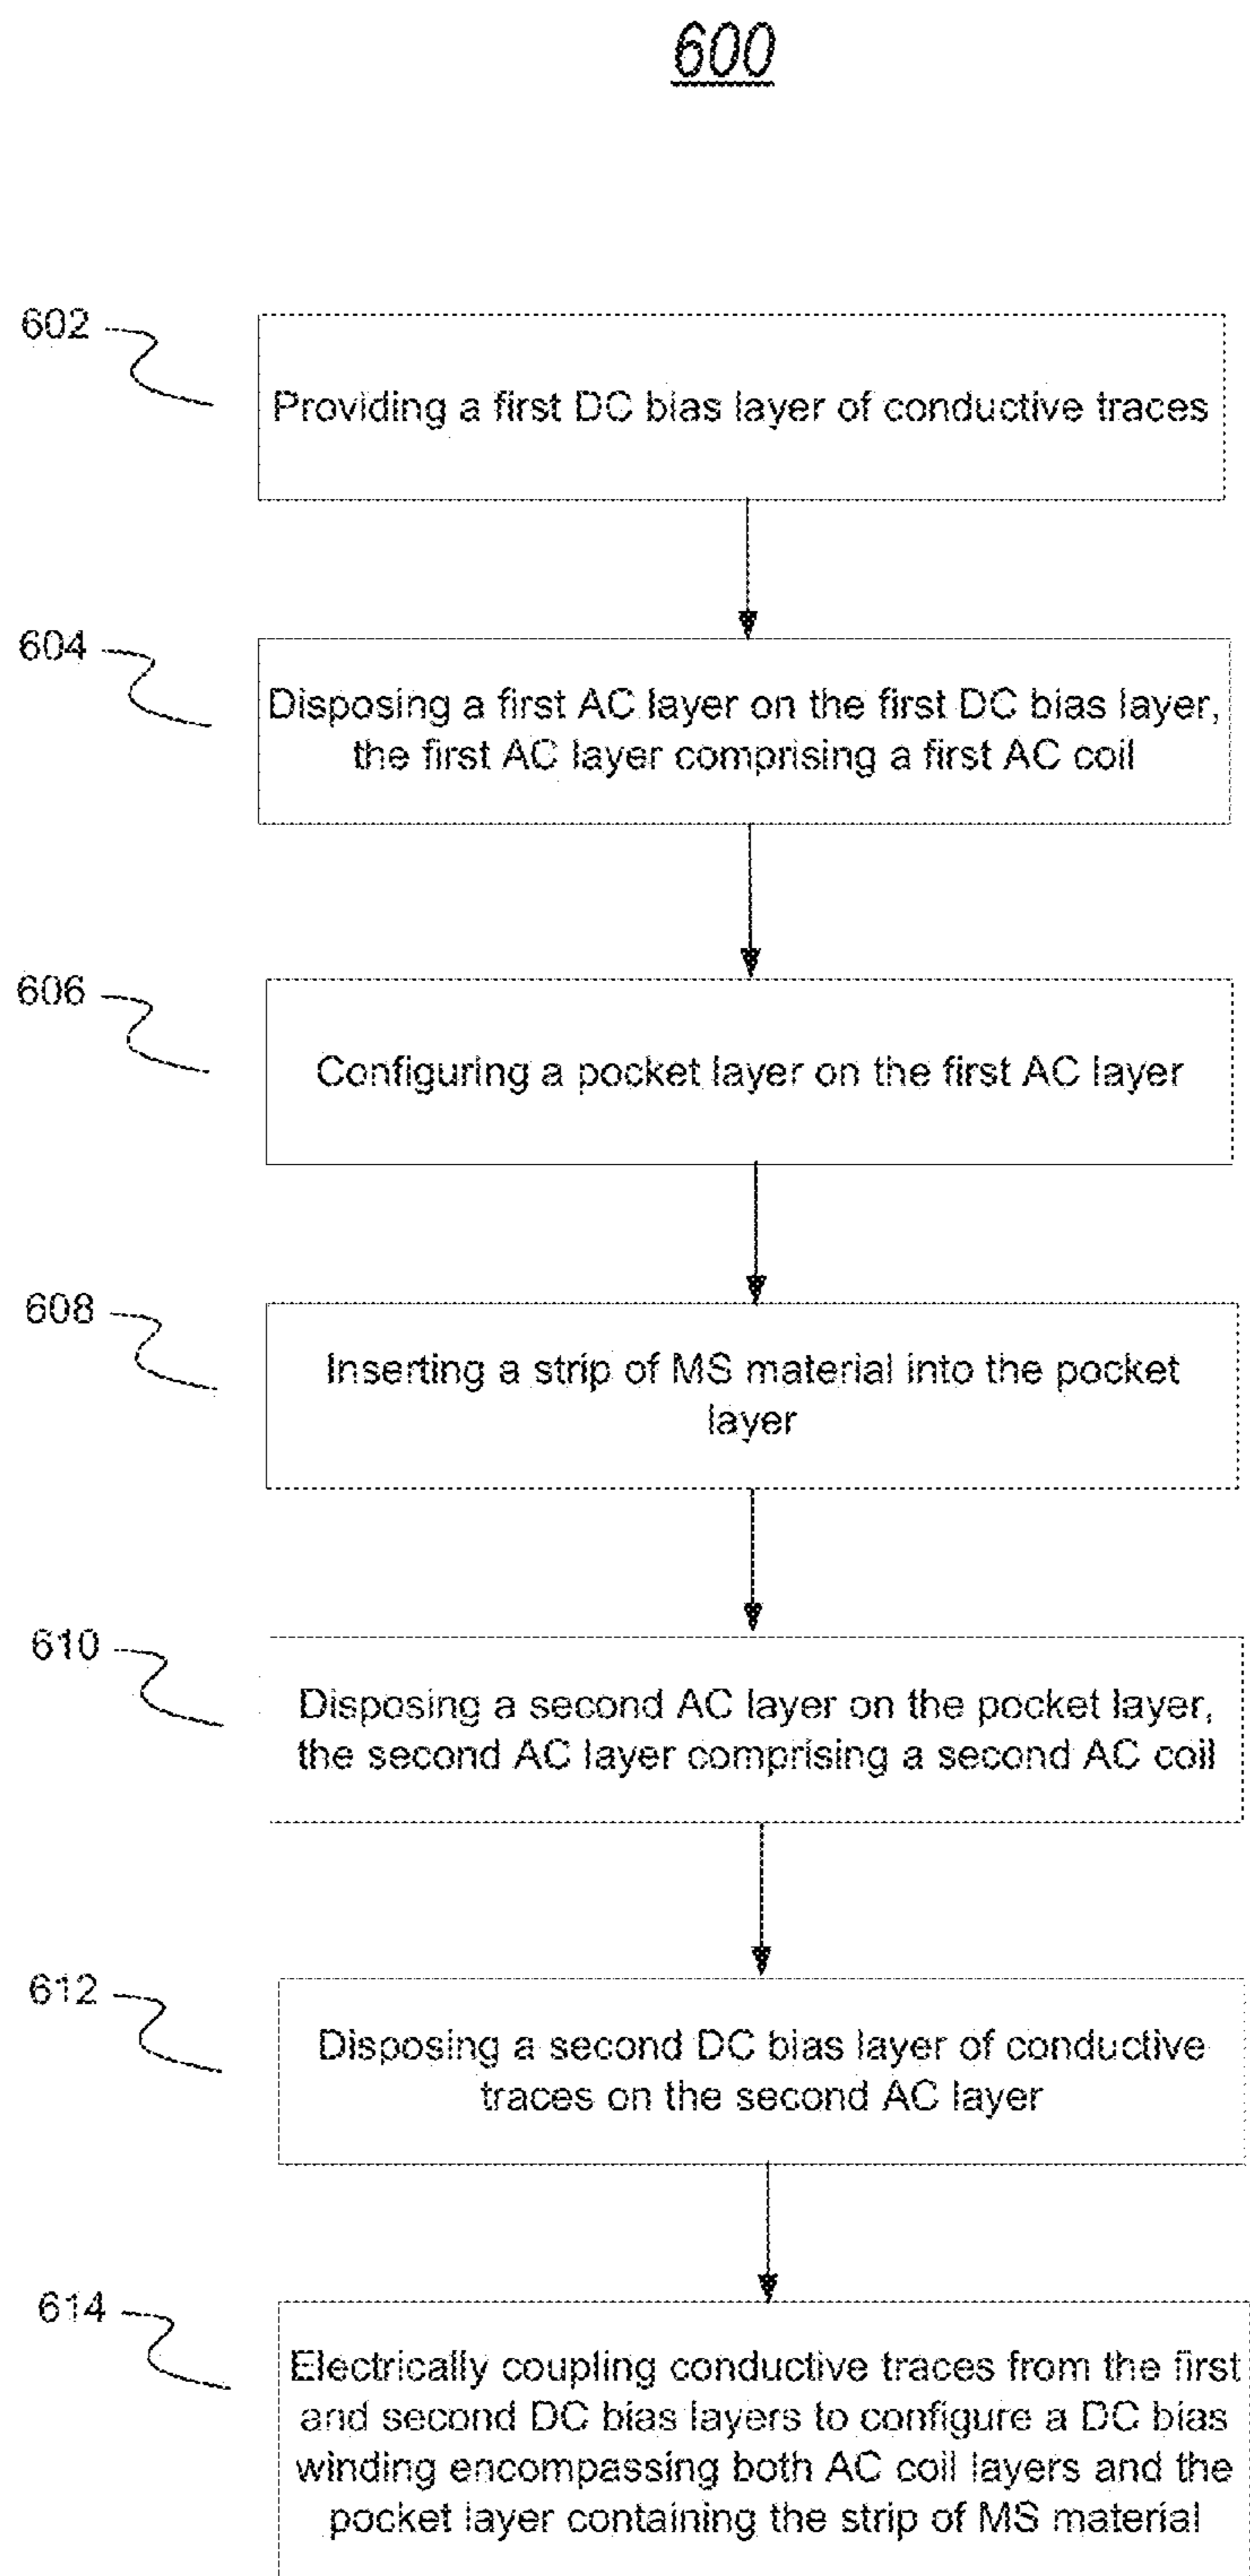 600
602
Providing a first DC bias layer of conductive traces
604
Disposing a first AC layer on the first DC bias layer,
the first AC layer comprising a first AC coil
606
Configuring a pocket layer on the first AC layer
608
Inserting a strip of MS material into the pocket
layer
610
Disposing a second AC layer on the pocket layer,
the second AC layer comprising a second AC coil
612
Disposing a second DC bias layer of conductive
traces on the second AC layer
614
Electrically coupling conductive traces from the first
and second DC bias layers to configure a DC bias
winding encompassing both AC coil layers and the
pocket layer containing the strip of MS material